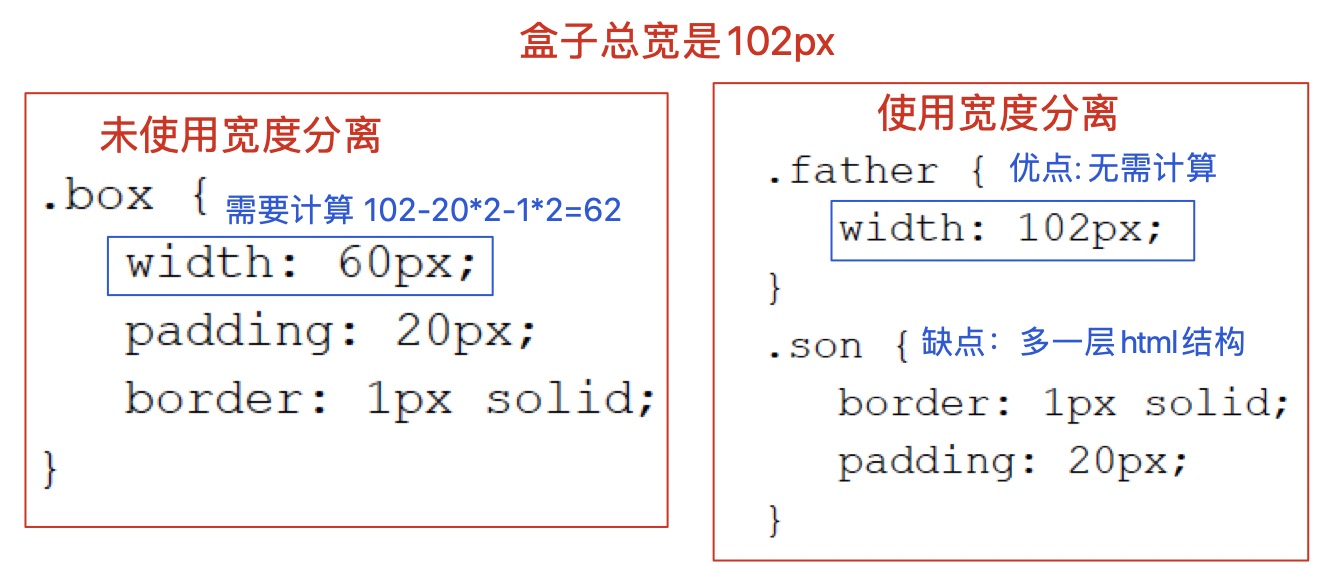 盒子总宽是102px
未使用宽度分离
.box { 需要计算 102-20*2-1*2=62
width: 60px;
padding: 20px;
border: 1px solid;
}
使用宽度分离
.father { 优点: 无需计算
width: 102px;
}
.son { 缺点： 多一层html结构
border: 1px solid;
padding: 20px;
}